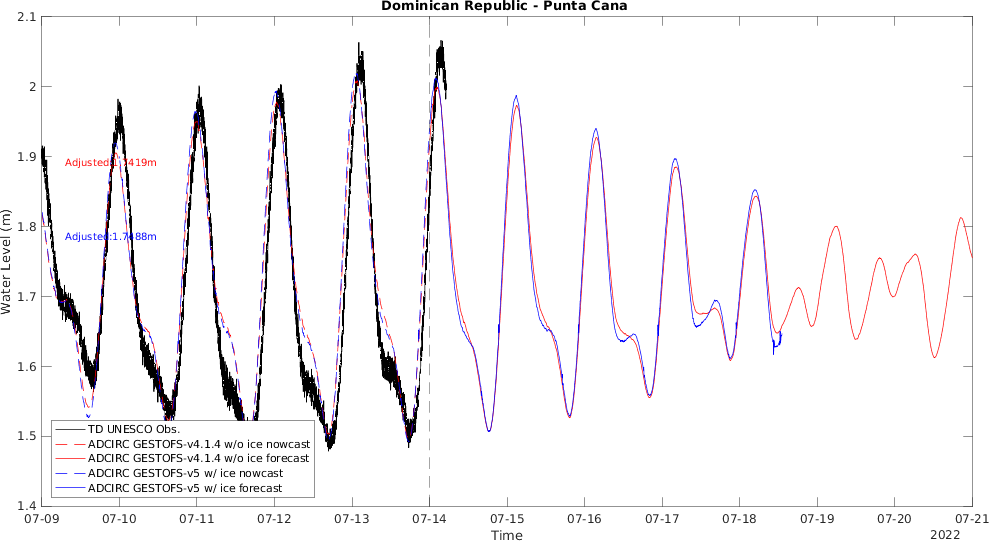 Dominican Republic - Punta Cana
2.1
2
1.9
1.8
1.7
1.6
1.5
1.4
Water Level (m)
Adjusted:1.7419m
Adjusted:1.7488m
TD UNESCO Obs.
ADCIRC GESTOFS-v4.1.4 w/o ice nowcast
ADCIRC GESTOFS-v4.1.4 w/o ice forecast
ADCIRC GESTOFS-v5 w/ ice nowcast
ADCIRC GESTOFS-v5 w/ ice forecast
07-09 07-10 07-11 07-12 07-13 07-14 07-15 07-16 07-17 07-18 07-19 07-20 07-21
Time
2022